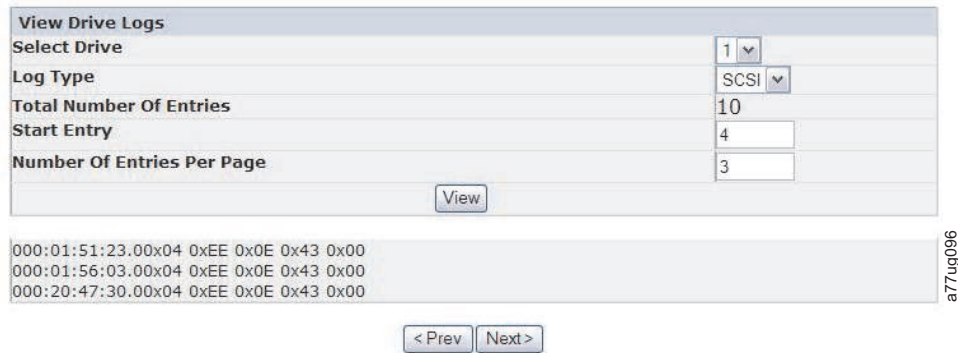 View Drive Logs
Select Drive 1
Log Type SCSI
Total Number Of Entries 10
Start Entry 4
Number Of Entries Per Page 3
View
000:01:51:23.00x04 0xEE 0x0E 0x43 0x00
000:01:56:03.00x04 0xEE 0x0E 0x43 0x00
000:20:47:30.00x04 0xEE 0x0E 0x43 0x00
a77ug096
< Prev Next >